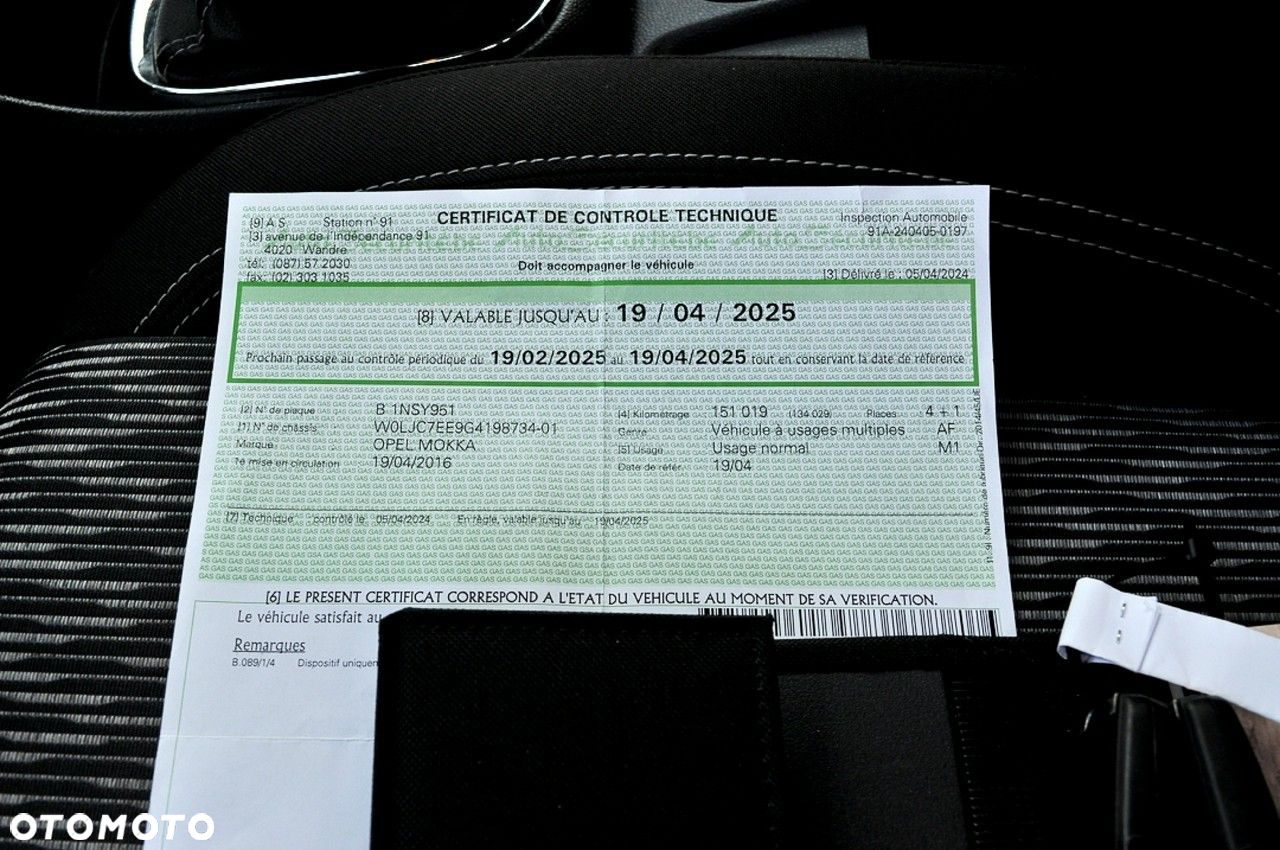 CERTIFICAT DE CONTROLE TECHNIQUE
[9] A.S Station n° 91
[3] avenue de l'Indépendance 91
4020 Wandre
tél: (087) 57 2030
fax: (02) 303 1035
Inspection Automobile
91A-240405-0197
Doit accompagner le véhicule
[3] Délivré le : 05/04/2024
[8] VALABLE JUSQU'AU : 19 / 04 / 2025
Prochain passage au contrôle périodique du 19/02/2025 au 19/04/2025 tout en conservant la date de référence
[2] N° de plaque B 1NSY951
[1] N° de châssis W0LJC7EE9G4198734-01
Marque OPEL MOKKA
1e mise en circulation 19/04/2016
[4] Kilométrage 151 019 (134 029) Places 4 + 1
Genre Véhicule à usages multiples AF
[5] Usage Usage normal M1
Date de référ. 19/04
[7] Technique contrôlé le 05/04/2024 En règle, valable jusqu'au 19/04/2025
[6] LE PRESENT CERTIFICAT CORRESPOND A L'ETAT DU VEHICULE AU MOMENT DE SA VERIFICATION.
Le véhicule satisfait au
Remarques
B.089/1/4 Dispositif uniquem
OTOMOTO